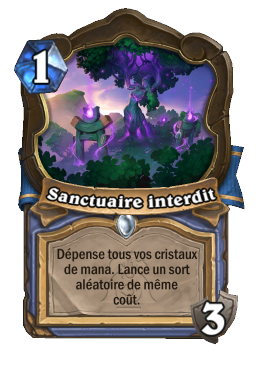 1
Sanctuaire interdit
Dépense tous vos cristaux
de mana. Lance un sort
aléatoire de même
coût.
3